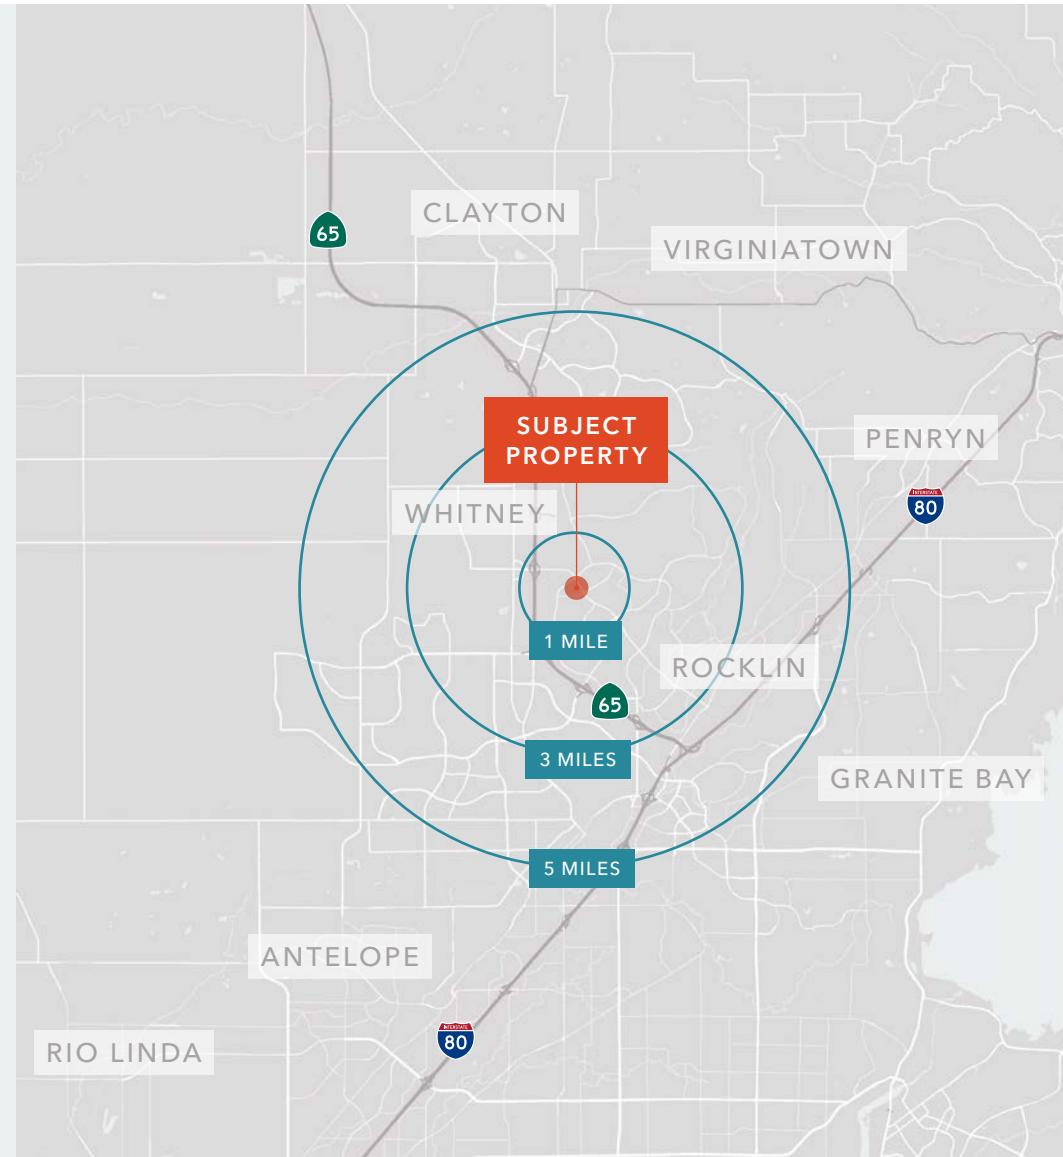 CLAYTON
65
VIRGINIATOWN
SUBJECT
PROPERTY
PENRYN
INTERSTATE
80
WHITNEY
1 MILE
ROCKLIN
65
3 MILES
GRANITE BAY
5 MILES
ANTELOPE
INTERSTATE
80
RIO LINDA